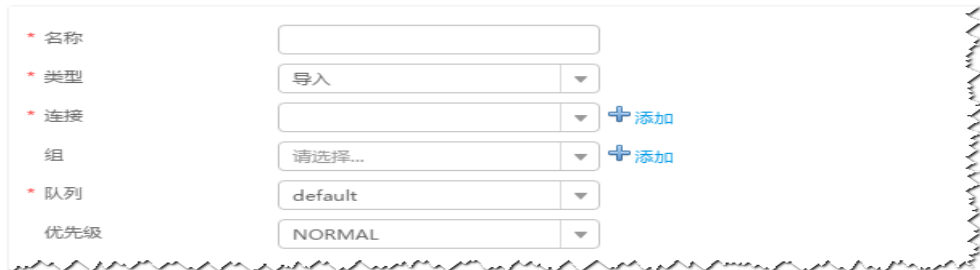 * 名称
* 类型 导入
* 连接 添加
组 请选择... 添加
* 队列 default
优先级 NORMAL